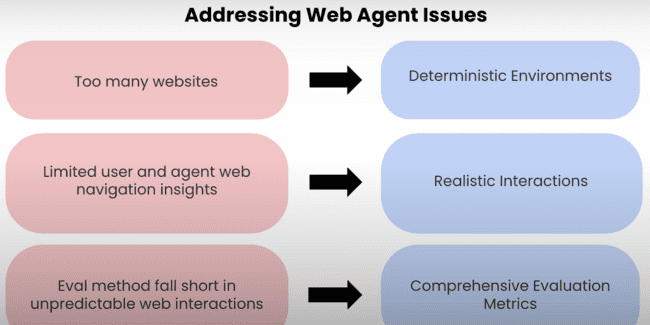 Addressing Web Agent Issues
Too many websites
Deterministic Environments
Limited user and agent web
navigation insights
Realistic Interactions
Eval method fall short in
unpredictable web interactions
Comprehensive Evaluation
Metrics